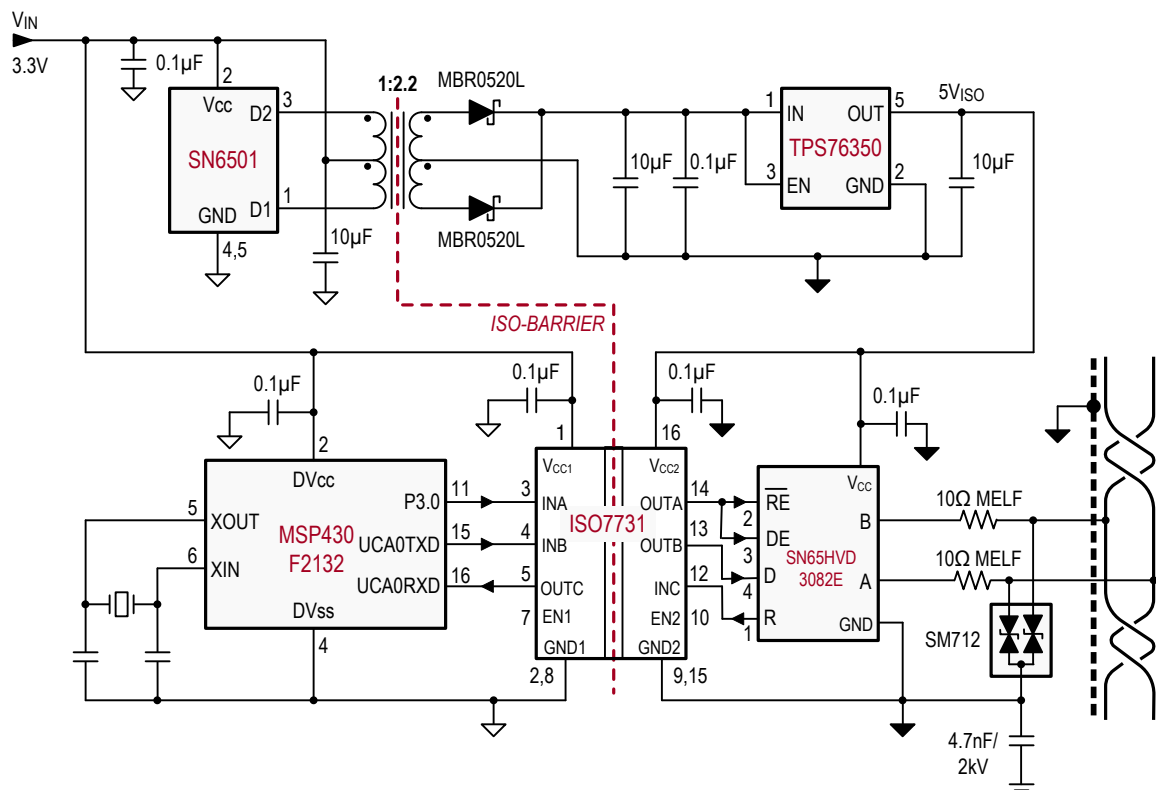 VIN
3.3V
0.1µF
2
Vcc
D2
3
SN6501
D1
1
GND
4,5
10µF
1:2.2
MBR0520L
MBR0520L
10µF
0.1µF
1
IN
OUT
5
TPS76350
3
EN
GND
2
5VISO
10µF
ISO-BARRIER
0.1µF
2
DVcc
5
XOUT
6
XIN
MSP430
F2132
P3.0
11
UCA0TXD
15
UCA0RXD
16
DVss
4
0.1µF
1
VCC1
3
INA
4
INB
5
OUTC
7
EN1
GND1
2,8
ISO7731
0.1µF
16
VCC2
OUTA
14
OUTB
13
INC
12
EN2
10
GND2
9,15
0.1µF
VCC
RE
2
DE
3
D
4
R
1
SN65HVD
3082E
B
A
GND
10Ω MELF
10Ω MELF
SM712
4.7nF/
2kV